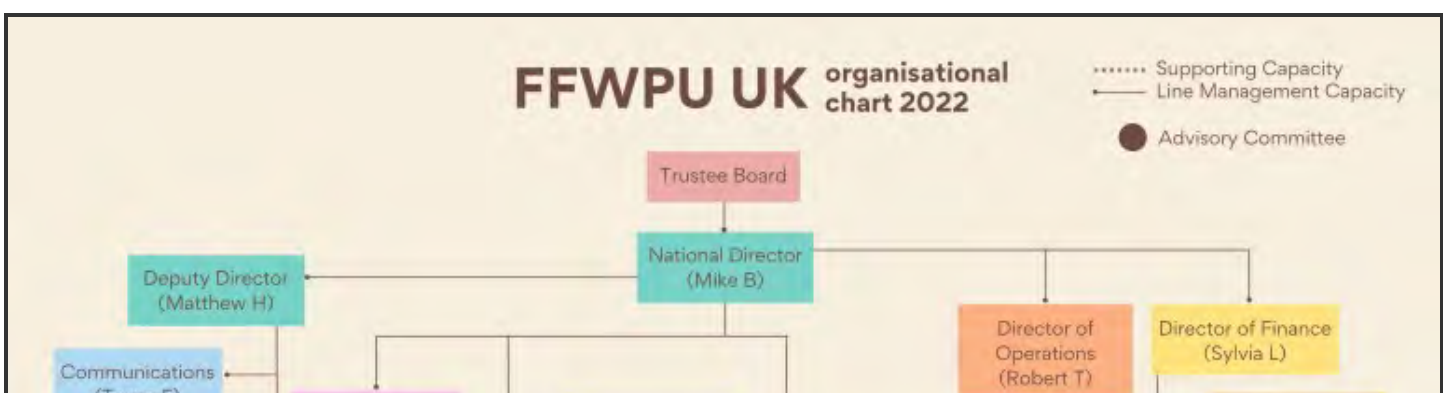 FFWPU UK
organisational
chart 2022
Supporting Capacity
Line Management Capacity
Advisory Committee
Trustee Board
National Director
(Mike B)
Deputy Director
(Matthew H)
Director of
Operations
(Robert T)
Director of Finance
(Sylvia L)
Communications